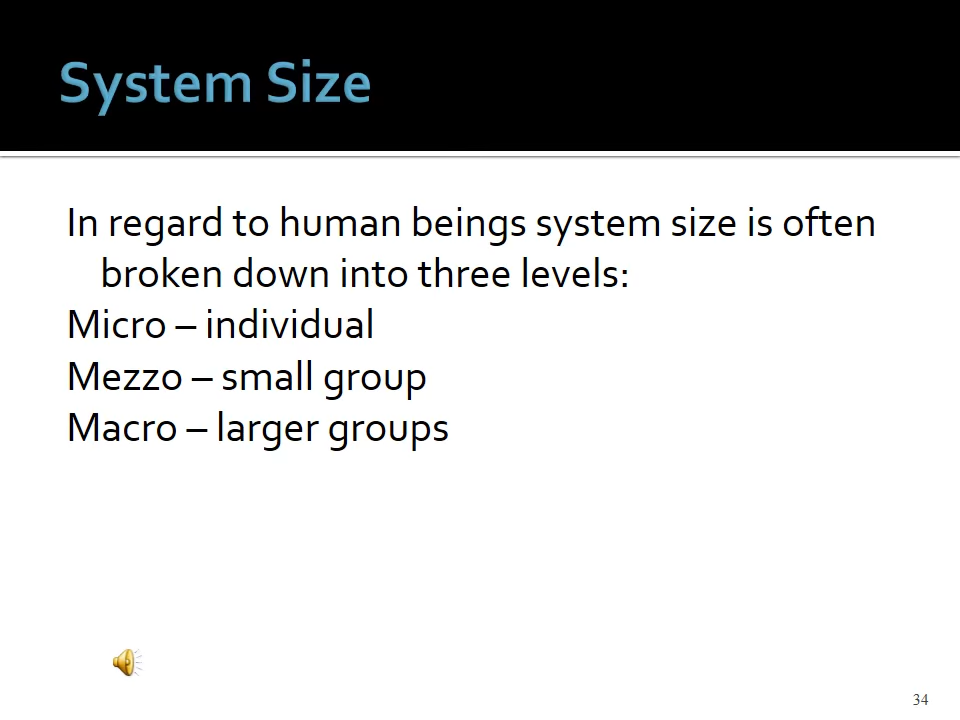 System Size
In regard to human beings system size is often
broken down into three levels:
Micro – individual
Mezzo – small group
Macro – larger groups
34